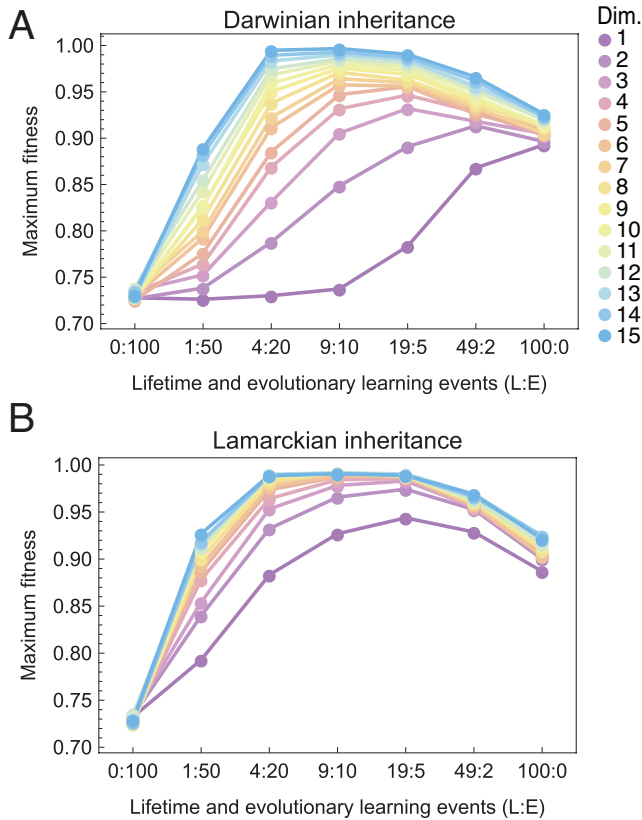 A
Darwinian inheritance
Dim.
1
2
3
4
5
6
7
8
9
10
11
12
13
14
15
Maximum fitness
1.00
0.95
0.90
0.85
0.80
0.75
0.70
0:100 1:50 4:20 9:10 19:5 49:2 100:0
Lifetime and evolutionary learning events (L:E)
B
Lamarckian inheritance
Maximum fitness
1.00
0.95
0.90
0.85
0.80
0.75
0.70
0:100 1:50 4:20 9:10 19:5 49:2 100:0
Lifetime and evolutionary learning events (L:E)